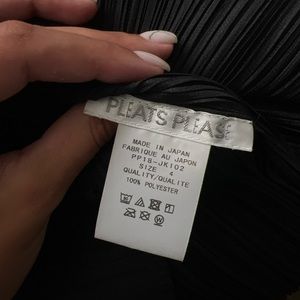 PLEATS PLEASE
MADE IN JAPAN
FABRIQUE AU JAPON
PP18-JK102
SIZE 4
QUALITY/QUALITE
100% POLYESTER